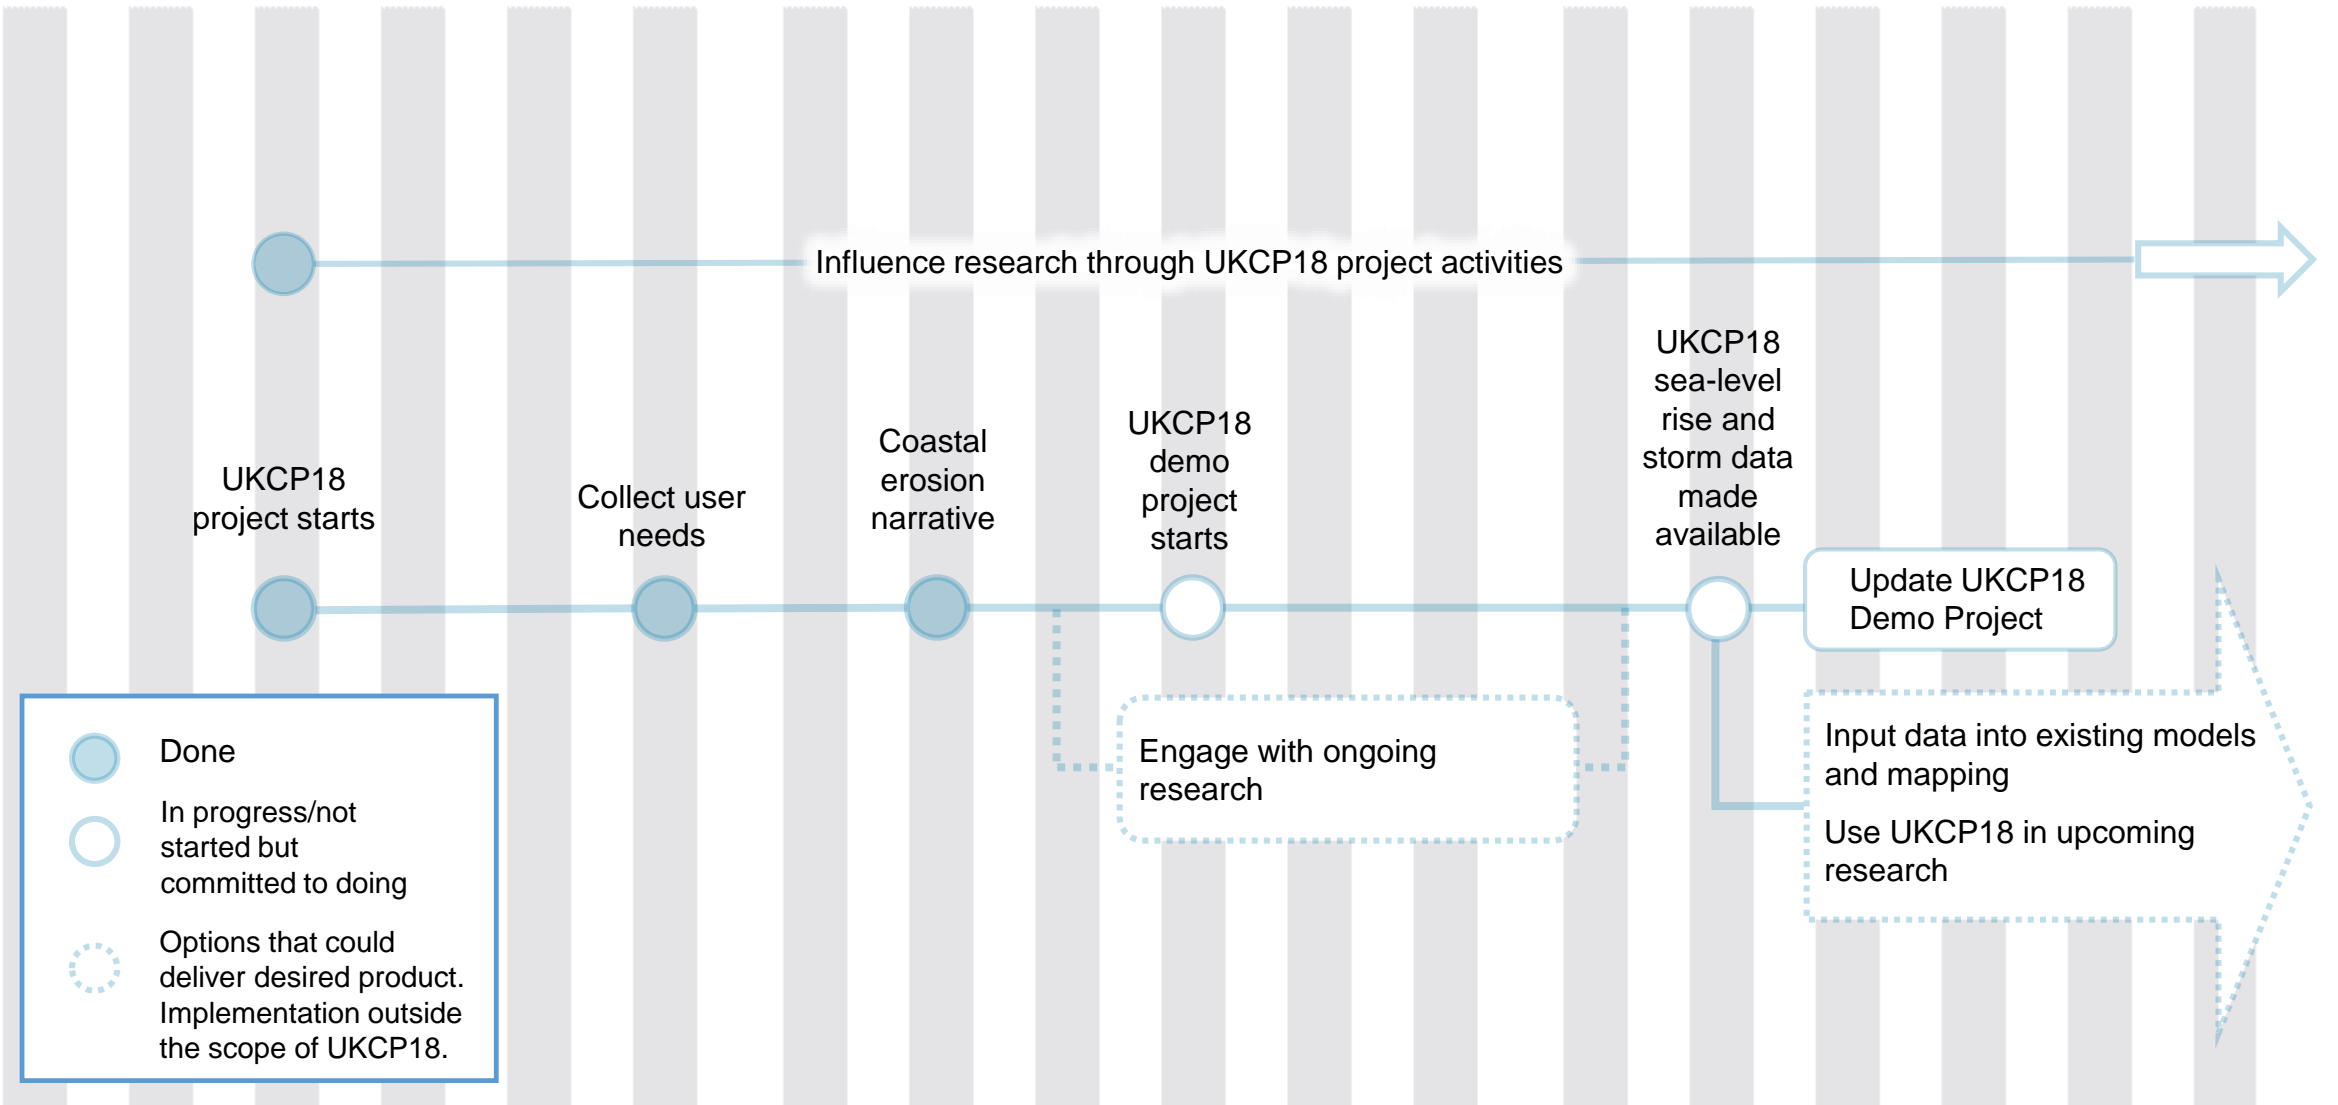 Influence research through UKCP18 project activities
UKCP18
project starts
Collect user
needs
Coastal
erosion
narrative
UKCP18
demo
project
starts
UKCP18
sea-level
rise and
storm data
made
available
Update UKCP18
Demo Project
Engage with ongoing
research
Input data into existing models
and mapping
Use UKCP18 in upcoming
research
Done
In progress/not
started but
committed to doing
Options that could
deliver desired product.
Implementation outside
the scope of UKCP18.